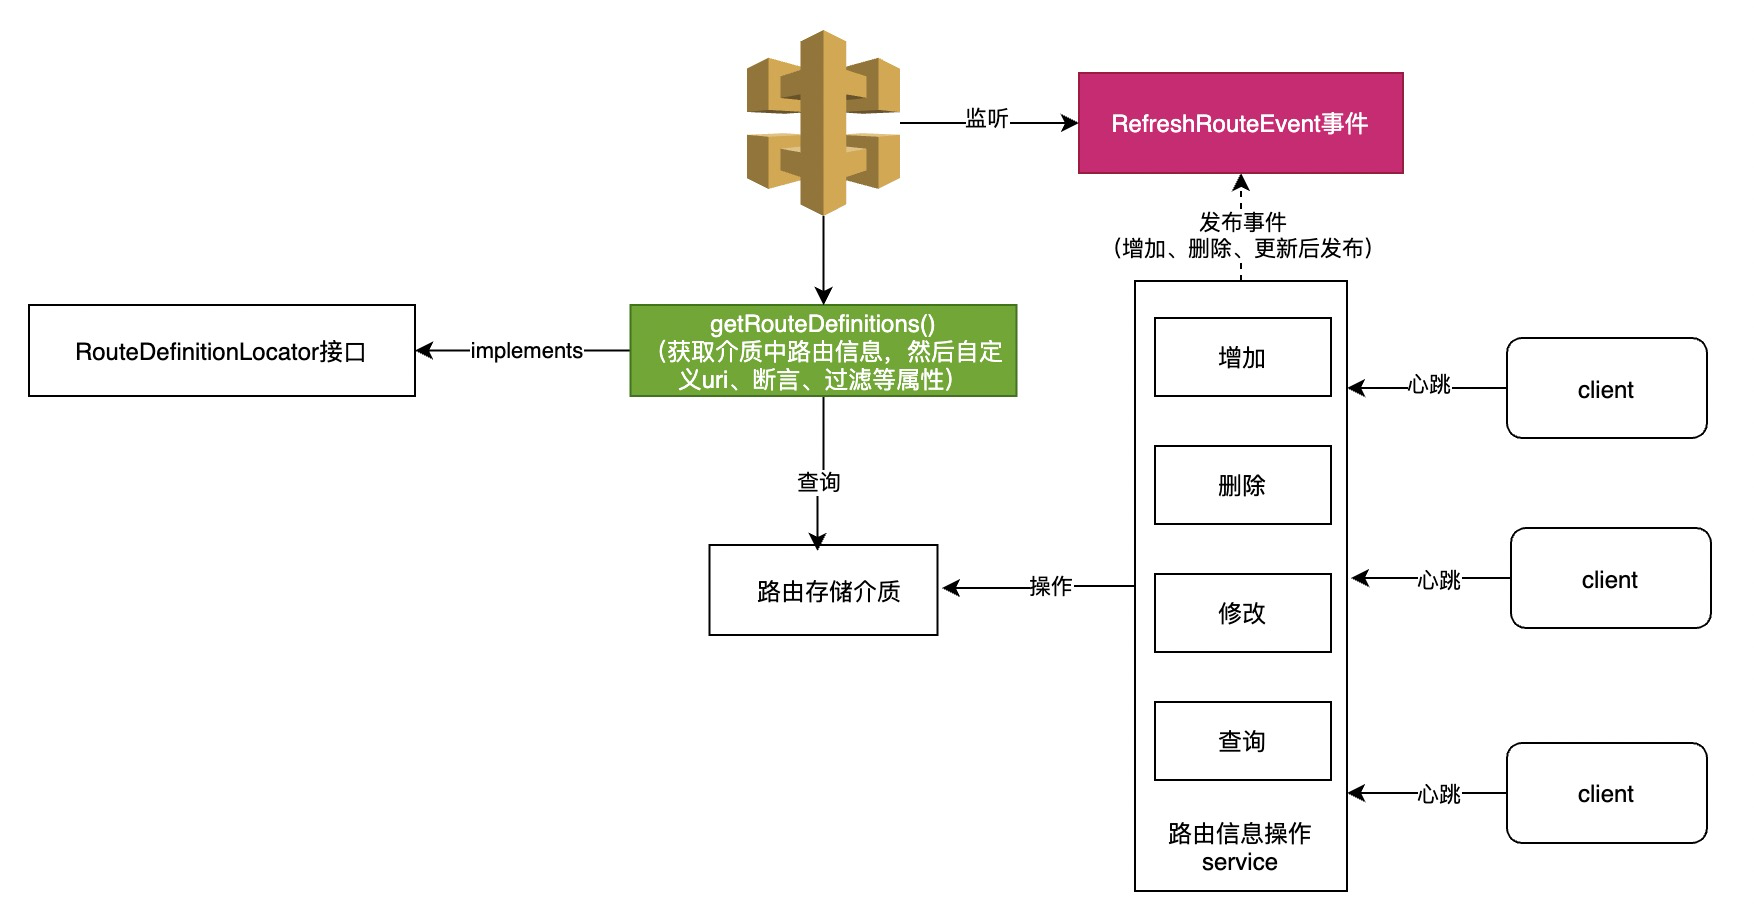 监听
RefreshRouteEvent事件
发布事件
（增加、删除、更新后发布）
RouteDefinitionLocator接口
implements
getRouteDefinitions()
（获取介质中路由信息，然后自定
义uri、断言、过滤等属性）
查询
路由存储介质
操作
增加
删除
修改
查询
路由信息操作
service
心跳
client
心跳
client
心跳
client